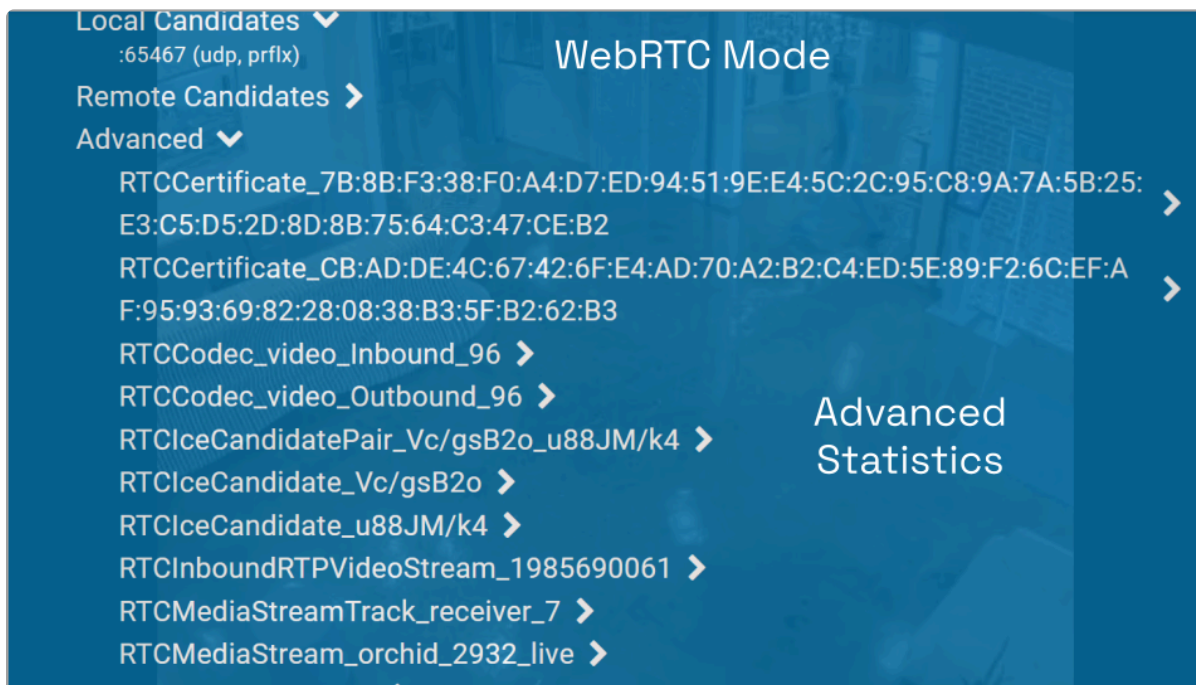 Local Candidates
:65467 (udp, prflx)
WebRTC Mode
Remote Candidates
Advanced
RTCCertificate_7B:8B:F3:38:F0:A4:D7:ED:94:51:9E:E4:5C:2C:95:C8:9A:7A:5B:25:
E3:C5:D5:2D:8D:8B:75:64:C3:47:CE:B2
RTCCertificate_CB:AD:DE:4C:67:42:6F:E4:AD:70:A2:B2:C4:ED:5E:89:F2:6C:EF:A
F:95:93:69:82:28:08:38:B3:5F:B2:62:B3
RTCCodec_video_Inbound_96
RTCCodec_video_Outbound_96
RTCIceCandidatePair_Vc/gsB2o_u88JM/k4
RTCIceCandidate_Vc/gsB2o
RTCIceCandidate_u88JM/k4
RTCInboundRTPVideoStream_1985690061
RTCMediaStreamTrack_receiver_7
RTCMediaStream_orchid_2932_live
Advanced
Statistics